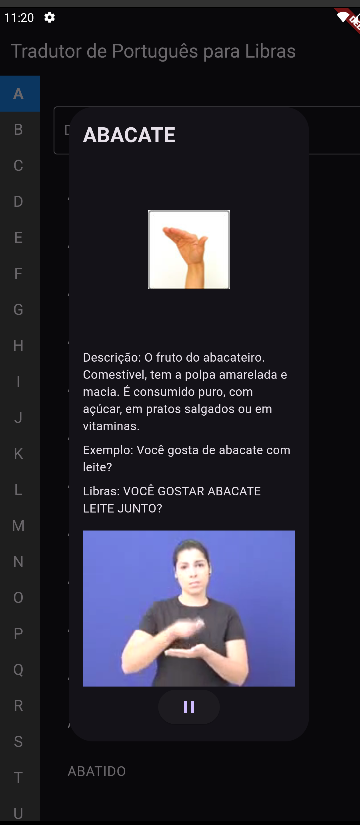 11:20
Tradutor de Português para Libras
A
B
C
D
E
F
G
H
I
J
K
L
M
N
O
P
Q
R
S
T
U
ABACATE
Descrição: O fruto do abacateiro.
Comestível, tem a polpa amarelada e
macia. É consumido puro, com
açúcar, em pratos salgados ou em
vitaminas.
Exemplo: Você gosta de abacate com
leite?
Libras: VOCÊ GOSTAR ABACATE
LEITE JUNTO?
ABATIDO